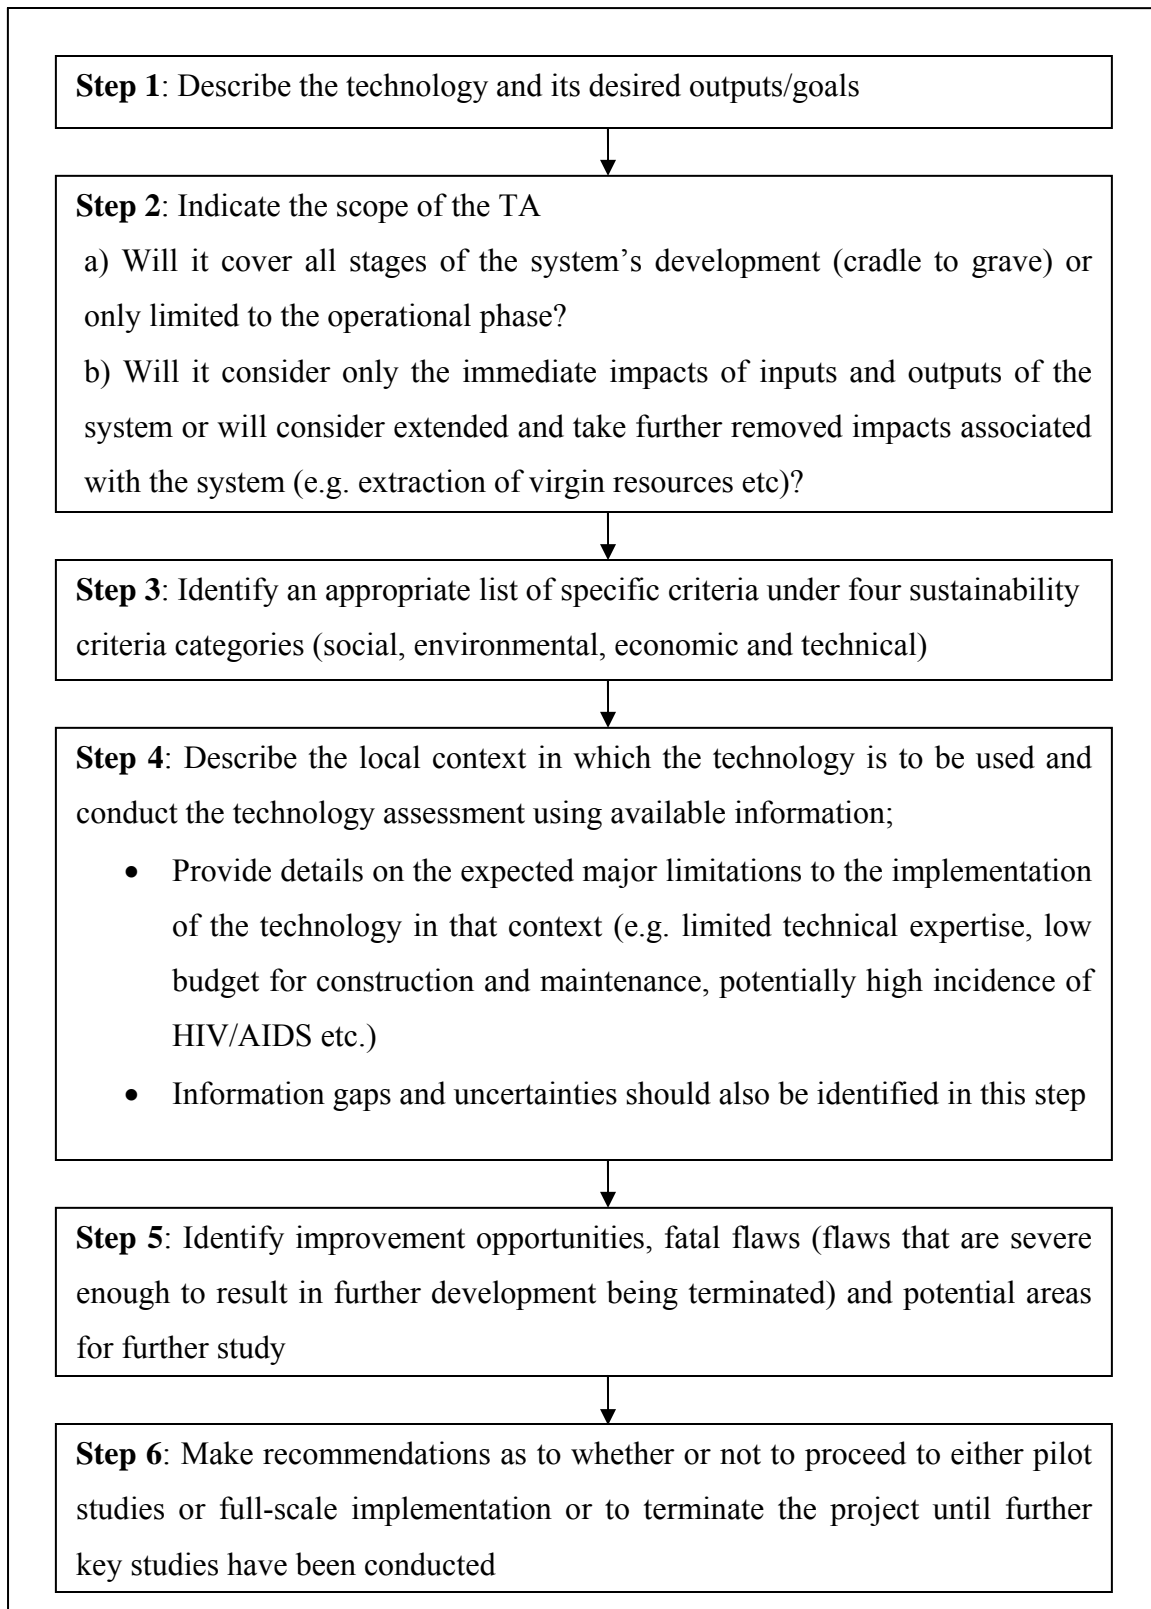 Step 1: Describe the technology and its desired outputs/goals
Step 2: Indicate the scope of the TA
a) Will it cover all stages of the system’s development (cradle to grave) or
only limited to the operational phase?
b) Will it consider only the immediate impacts of inputs and outputs of the
system or will consider extended and take further removed impacts associated
with the system (e.g. extraction of virgin resources etc)?
Step 3: Identify an appropriate list of specific criteria under four sustainability
criteria categories (social, environmental, economic and technical)
Step 4: Describe the local context in which the technology is to be used and
conduct the technology assessment using available information;
• Provide details on the expected major limitations to the implementation
of the technology in that context (e.g. limited technical expertise, low
budget for construction and maintenance, potentially high incidence of
HIV/AIDS etc.)
• Information gaps and uncertainties should also be identified in this step
Step 5: Identify improvement opportunities, fatal flaws (flaws that are severe
enough to result in further development being terminated) and potential areas
for further study
Step 6: Make recommendations as to whether or not to proceed to either pilot
studies or full-scale implementation or to terminate the project until further
key studies have been conducted